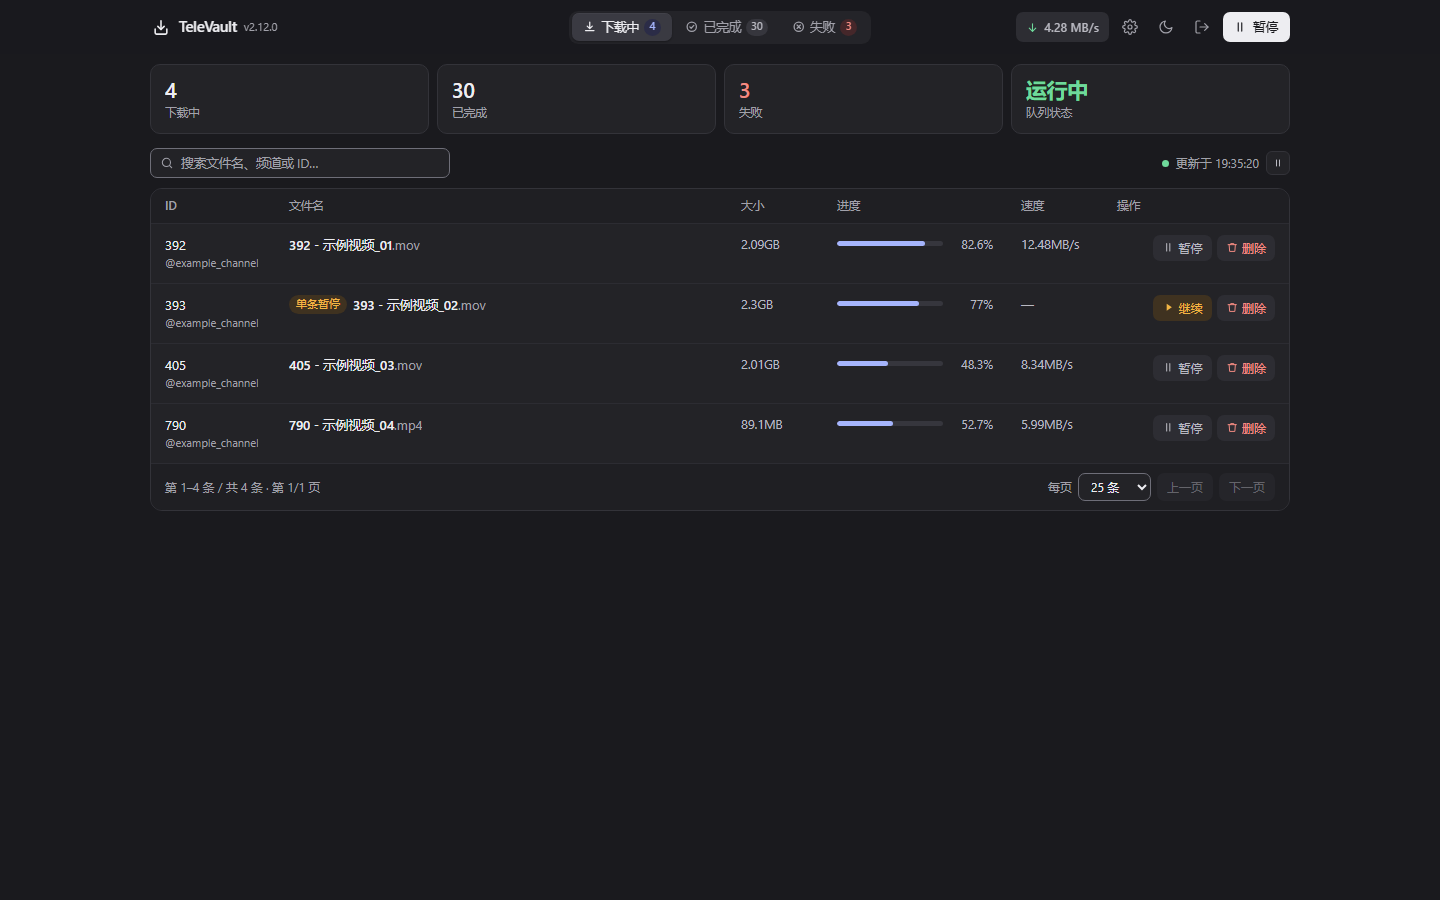 TeleVault v2.12.0
下载中 4 已完成 30 失败 3
4.28 MB/s
暂停
4
下载中
30
已完成
3
失败
运行中
队列状态
搜索文件名、频道或 ID...
更新于 19:35:20
ID 文件名 大小 进度 速度 操作
392 392 - 示例视频_01.mov 2.09GB 82.6% 12.48MB/s 暂停 删除
@example_channel
393 单条暂停 393 - 示例视频_02.mov 2.3GB 77% — 继续 删除
@example_channel
405 405 - 示例视频_03.mov 2.01GB 48.3% 8.34MB/s 暂停 删除
@example_channel
790 790 - 示例视频_04.mp4 89.1MB 52.7% 5.99MB/s 暂停 删除
@example_channel
第 1–4 条 / 共 4 条 · 第 1/1 页 每页 25 条 上一页 下一页